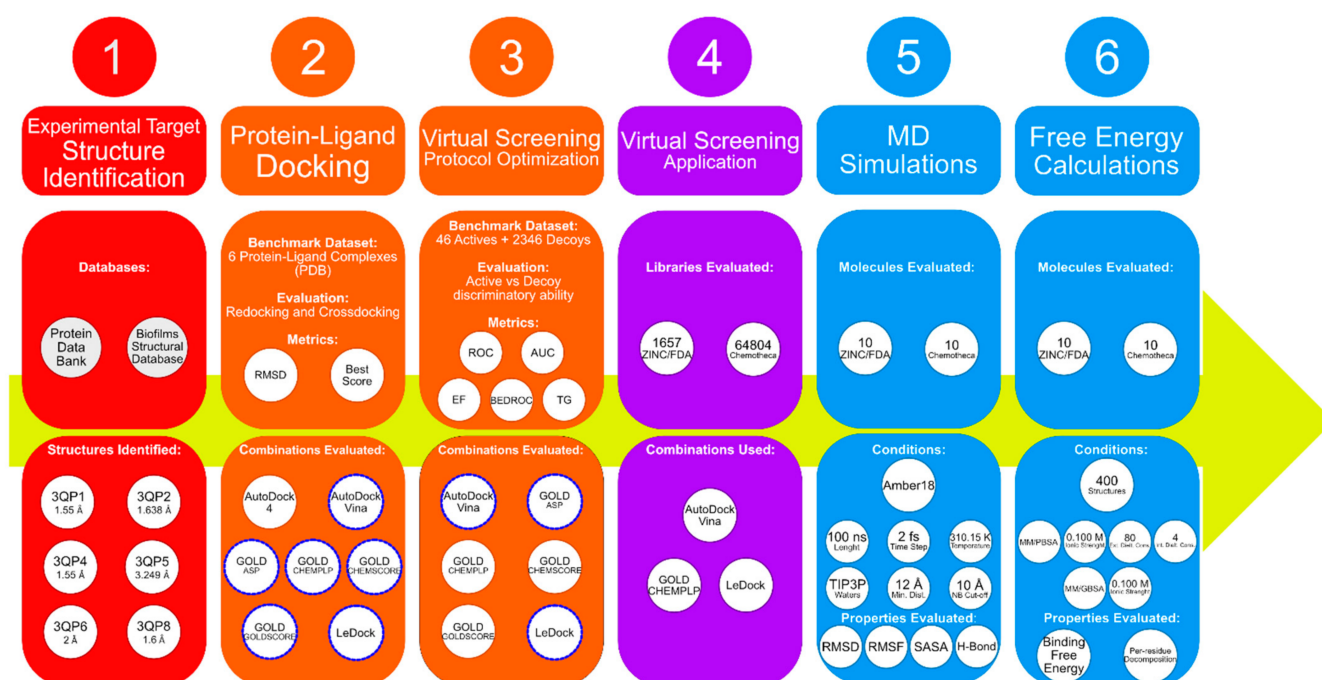 1
Experimental Target
Structure
Identification
Databases:
Protein
Data
Bank
Biofilms
Structural
Database
Structures Identified:
3QP1
1.55 Å
3QP2
1.638 Å
3QP4
1.55 Å
3QP5
3.249 Å
3QP6
2 Å
3QP8
1.6 Å
2
Protein-Ligand
Docking
Benchmark Dataset:
6 Protein-Ligand Complexes
(PDB)
Evaluation:
Redocking and Crossdocking
Metrics:
RMSD
Best
Score
Combinations Evaluated:
AutoDock
4
AutoDock
Vina
GOLD
ASP
GOLD
CHEMPLP
GOLD
CHEMSCORE
GOLD
GOLDSCORE
LeDock
3
Virtual Screening
Protocol Optimization
Benchmark Dataset:
46 Actives + 2346 Decoys
Evaluation:
Active vs Decoy
discriminatory ability
Metrics:
ROC
AUC
EF
BEDROC
TG
Combinations Evaluated:
AutoDock
Vina
GOLD
ASP
GOLD
CHEMPLP
GOLD
CHEMSCORE
GOLD
GOLDSCORE
LeDock
4
Virtual Screening
Application
Libraries Evaluated:
1657
ZINC/FDA
64804
Chemotheca
Combinations Used:
AutoDock
Vina
GOLD
CHEMPLP
LeDock
5
MD
Simulations
Molecules Evaluated:
10
ZINC/FDA
10
Chemotheca
Conditions:
Amber18
100 ns
Lenght
2 fs
Time Step
310.15 K
Temperature
TIP3P
Waters
12 Å
Min. Dist.
10 Å
NB Cut-off
Properties Evaluated:
RMSD
RMSF
SASA
H-Bond
6
Free Energy
Calculations
Molecules Evaluated:
10
ZINC/FDA
10
Chemotheca
Conditions:
400
Structures
MM/PBSA
0.100 M
Ionic Strenght
80
Ext. Dielt. Cons.
4
Int. Dielt. Cons.
MM/GBSA
0.100 M
Ionic Strenght
Properties Evaluated:
Binding
Free
Energy
Per-residue
Decomposition